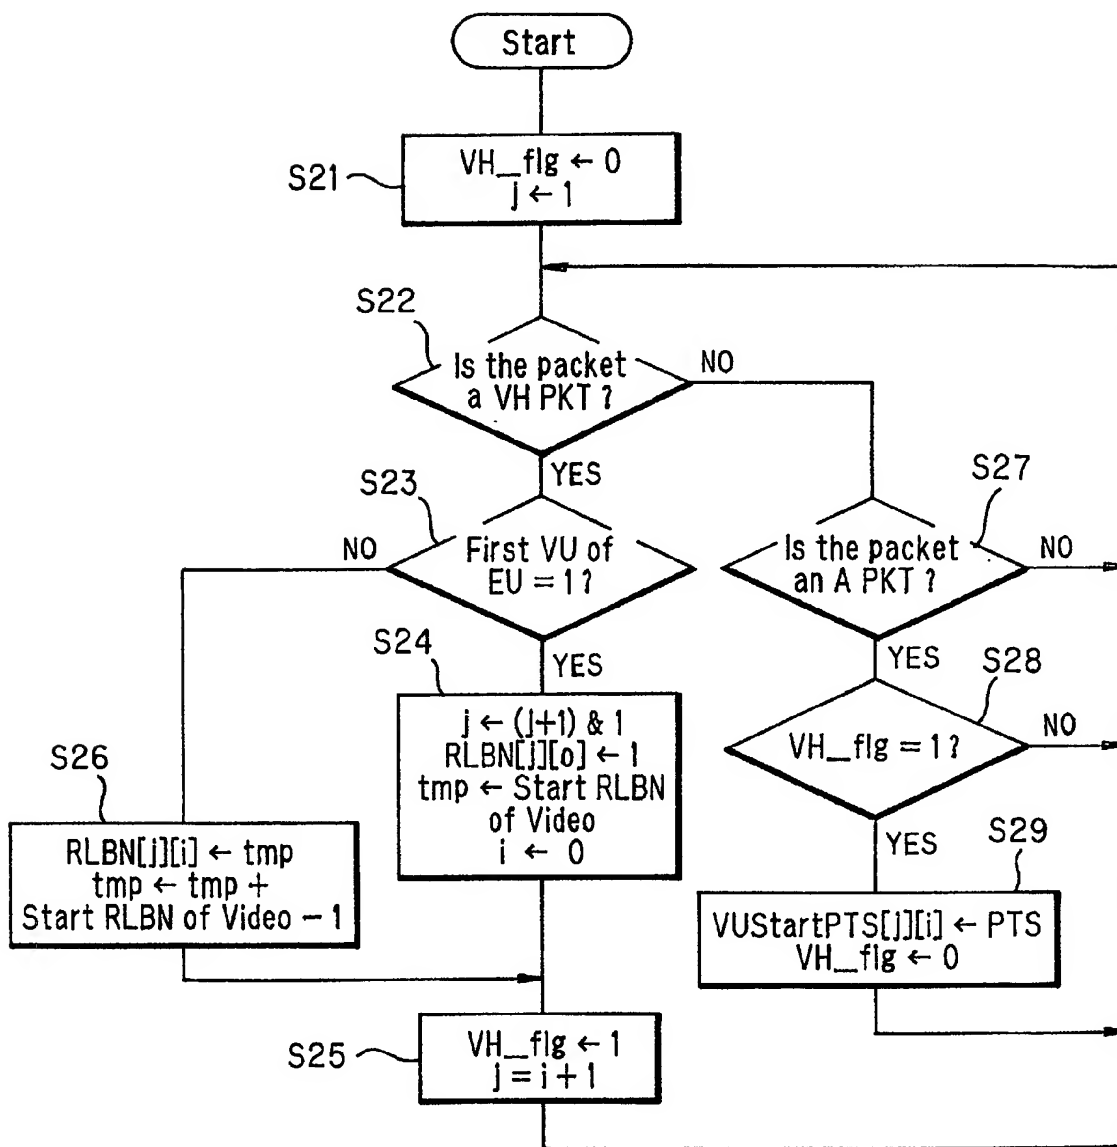 Start
S21
VH_flg ← 0
j ← 1
S22
Is the packet
a VH PKT ?
NO
YES
S23
First VU of
EU = 1?
NO
YES
S27
Is the packet
an A PKT ?
NO
YES
S24
j ← (j+1) & 1
RLBN[j][o] ← 1
tmp ← Start RLBN
of Video
i ← 0
S28
VH_flg = 1?
NO
YES
S26
RLBN[j][i] ← tmp
tmp ← tmp +
Start RLBN of Video − 1
S29
VUStartPTS[j][i] ← PTS
VH_flg ← 0
S25
VH_flg ← 1
j = i + 1